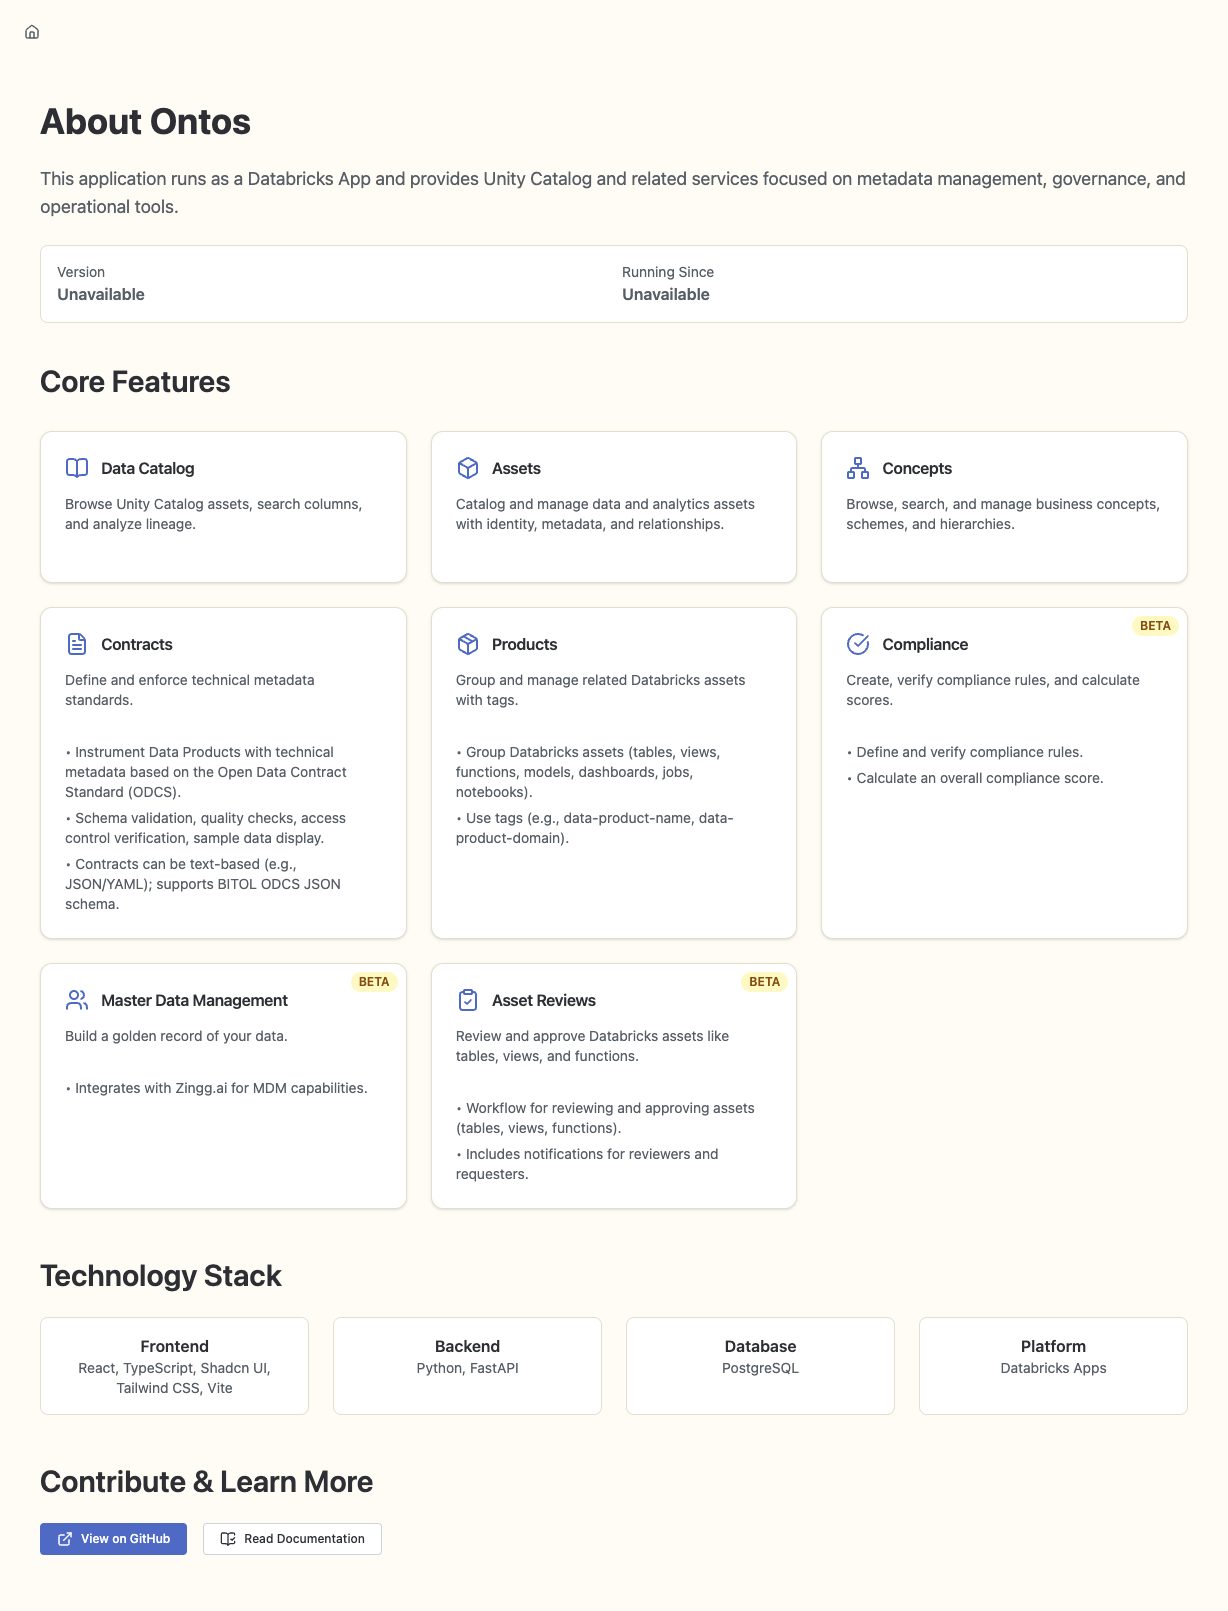 About Ontos
This application runs as a Databricks App and provides Unity Catalog and related services focused on metadata management, governance, and
operational tools.
Version
Unavailable
Running Since
Unavailable
Core Features
Data Catalog
Browse Unity Catalog assets, search columns,
and analyze lineage.
Assets
Catalog and manage data and analytics assets
with identity, metadata, and relationships.
Concepts
Browse, search, and manage business concepts,
schemes, and hierarchies.
Contracts
Define and enforce technical metadata
standards.
• Instrument Data Products with technical
metadata based on the Open Data Contract
Standard (ODCS).
• Schema validation, quality checks, access
control verification, sample data display.
• Contracts can be text-based (e.g.,
JSON/YAML); supports BITOL ODCS JSON
schema.
Products
Group and manage related Databricks assets
with tags.
• Group Databricks assets (tables, views,
functions, models, dashboards, jobs,
notebooks).
• Use tags (e.g., data-product-name, data-
product-domain).
BETA
Compliance
Create, verify compliance rules, and calculate
scores.
• Define and verify compliance rules.
• Calculate an overall compliance score.
BETA
Master Data Management
Build a golden record of your data.
• Integrates with Zingg.ai for MDM capabilities.
BETA
Asset Reviews
Review and approve Databricks assets like
tables, views, and functions.
• Workflow for reviewing and approving assets
(tables, views, functions).
• Includes notifications for reviewers and
requesters.
Technology Stack
Frontend
React, TypeScript, Shadcn UI,
Tailwind CSS, Vite
Backend
Python, FastAPI
Database
PostgreSQL
Platform
Databricks Apps
Contribute & Learn More
View on GitHub
Read Documentation